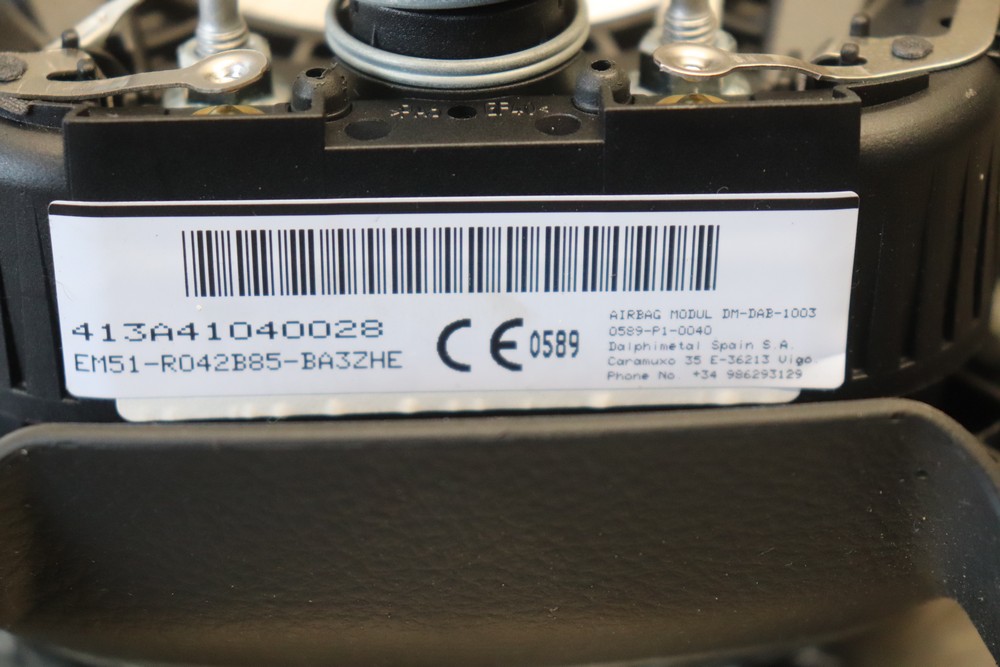 413A41040028
EM51-R042B85-BA3ZHE
CE 0589
AIRBAG MODUL DM-DAB-1003
0589-P1-0040
Dalphimetal Spain S.A.
Caramuxo 35 E-36213 Vigo
Phone No. +34 986293129